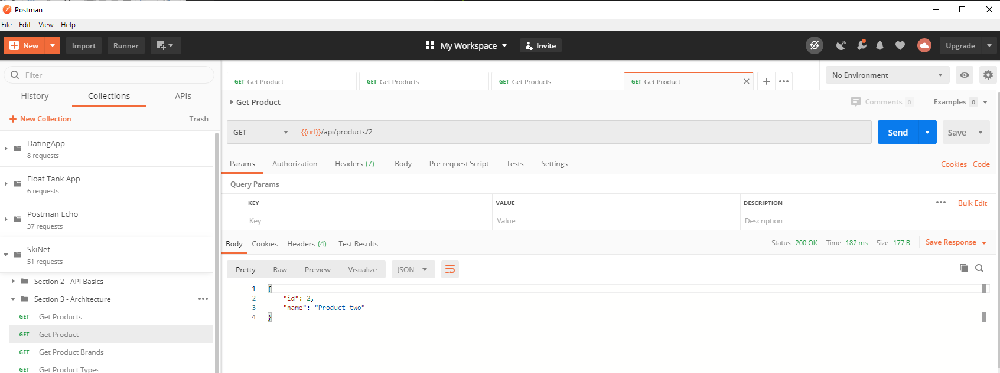 Postman
File Edit View Help
New Import Runner My Workspace Invite Upgrade
Filter
History Collections APIs
New Collection Trash
DatingApp
8 requests
Float Tank App
6 requests
Postman Echo
37 requests
SkiNet
51 requests
Section 2 - API Basics
Section 3 - Architecture
GET Get Products
GET Get Product
GET Get Product Brands
GET Get Product Types
GET Get Product GET Get Products GET Get Products GET Get Product No Environment
Get Product Comments 0 Examples 0
GET {{url}}/api/products/2 Send Save
Params Authorization Headers (7) Body Pre-request Script Tests Settings Cookies Code
Query Params
KEY VALUE DESCRIPTION Bulk Edit
Key Value Description
Body Cookies Headers (4) Test Results Status: 200 OK Time: 182 ms Size: 177 B Save Response
Pretty Raw Preview Visualize JSON
1 {
2 "id": 2,
3 "name": "Product two"
4 }